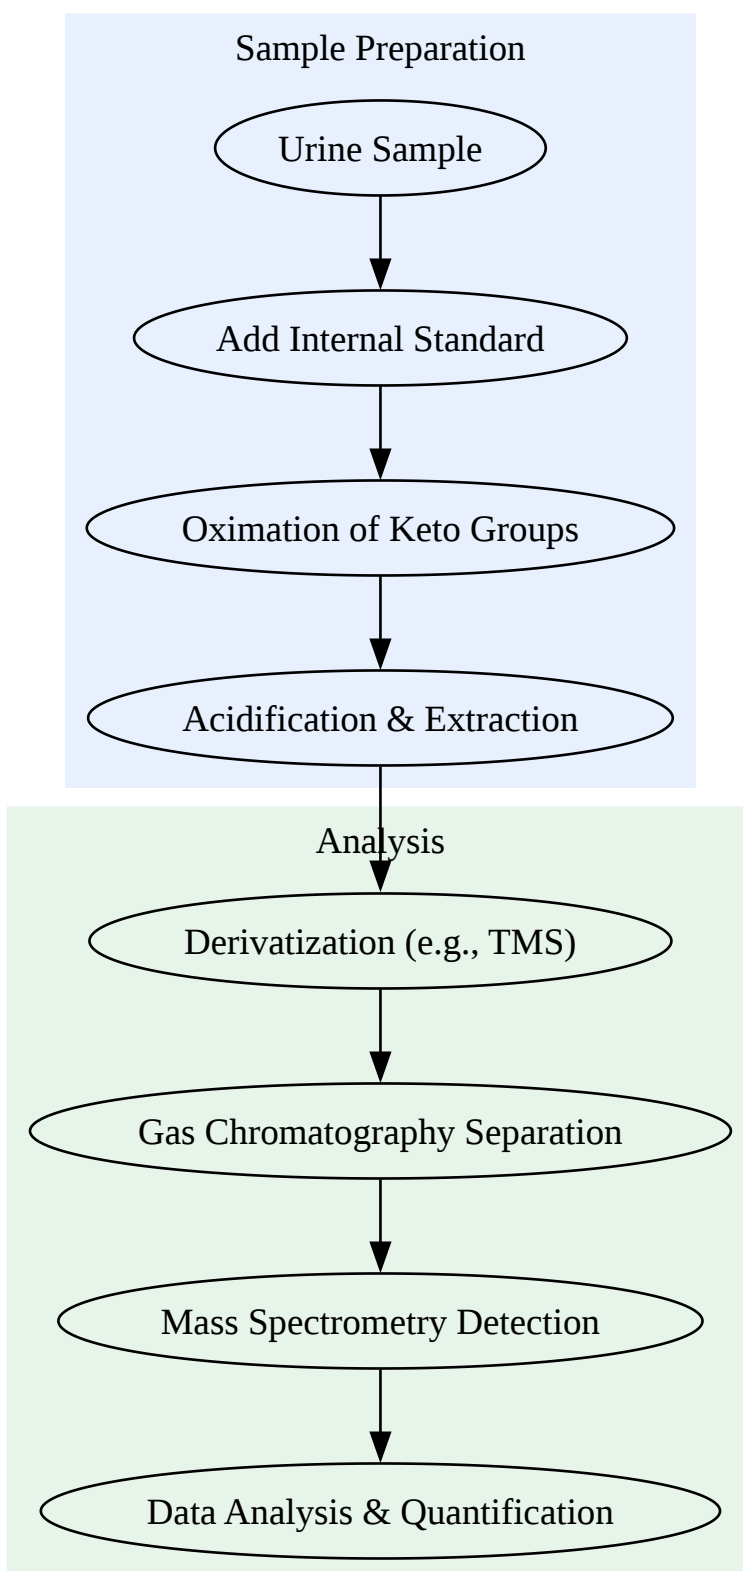 Sample Preparation
Urine Sample
Add Internal Standard
Oximation of Keto Groups
Acidification & Extraction
Analysis
Derivatization (e.g., TMS)
Gas Chromatography Separation
Mass Spectrometry Detection
Data Analysis & Quantification